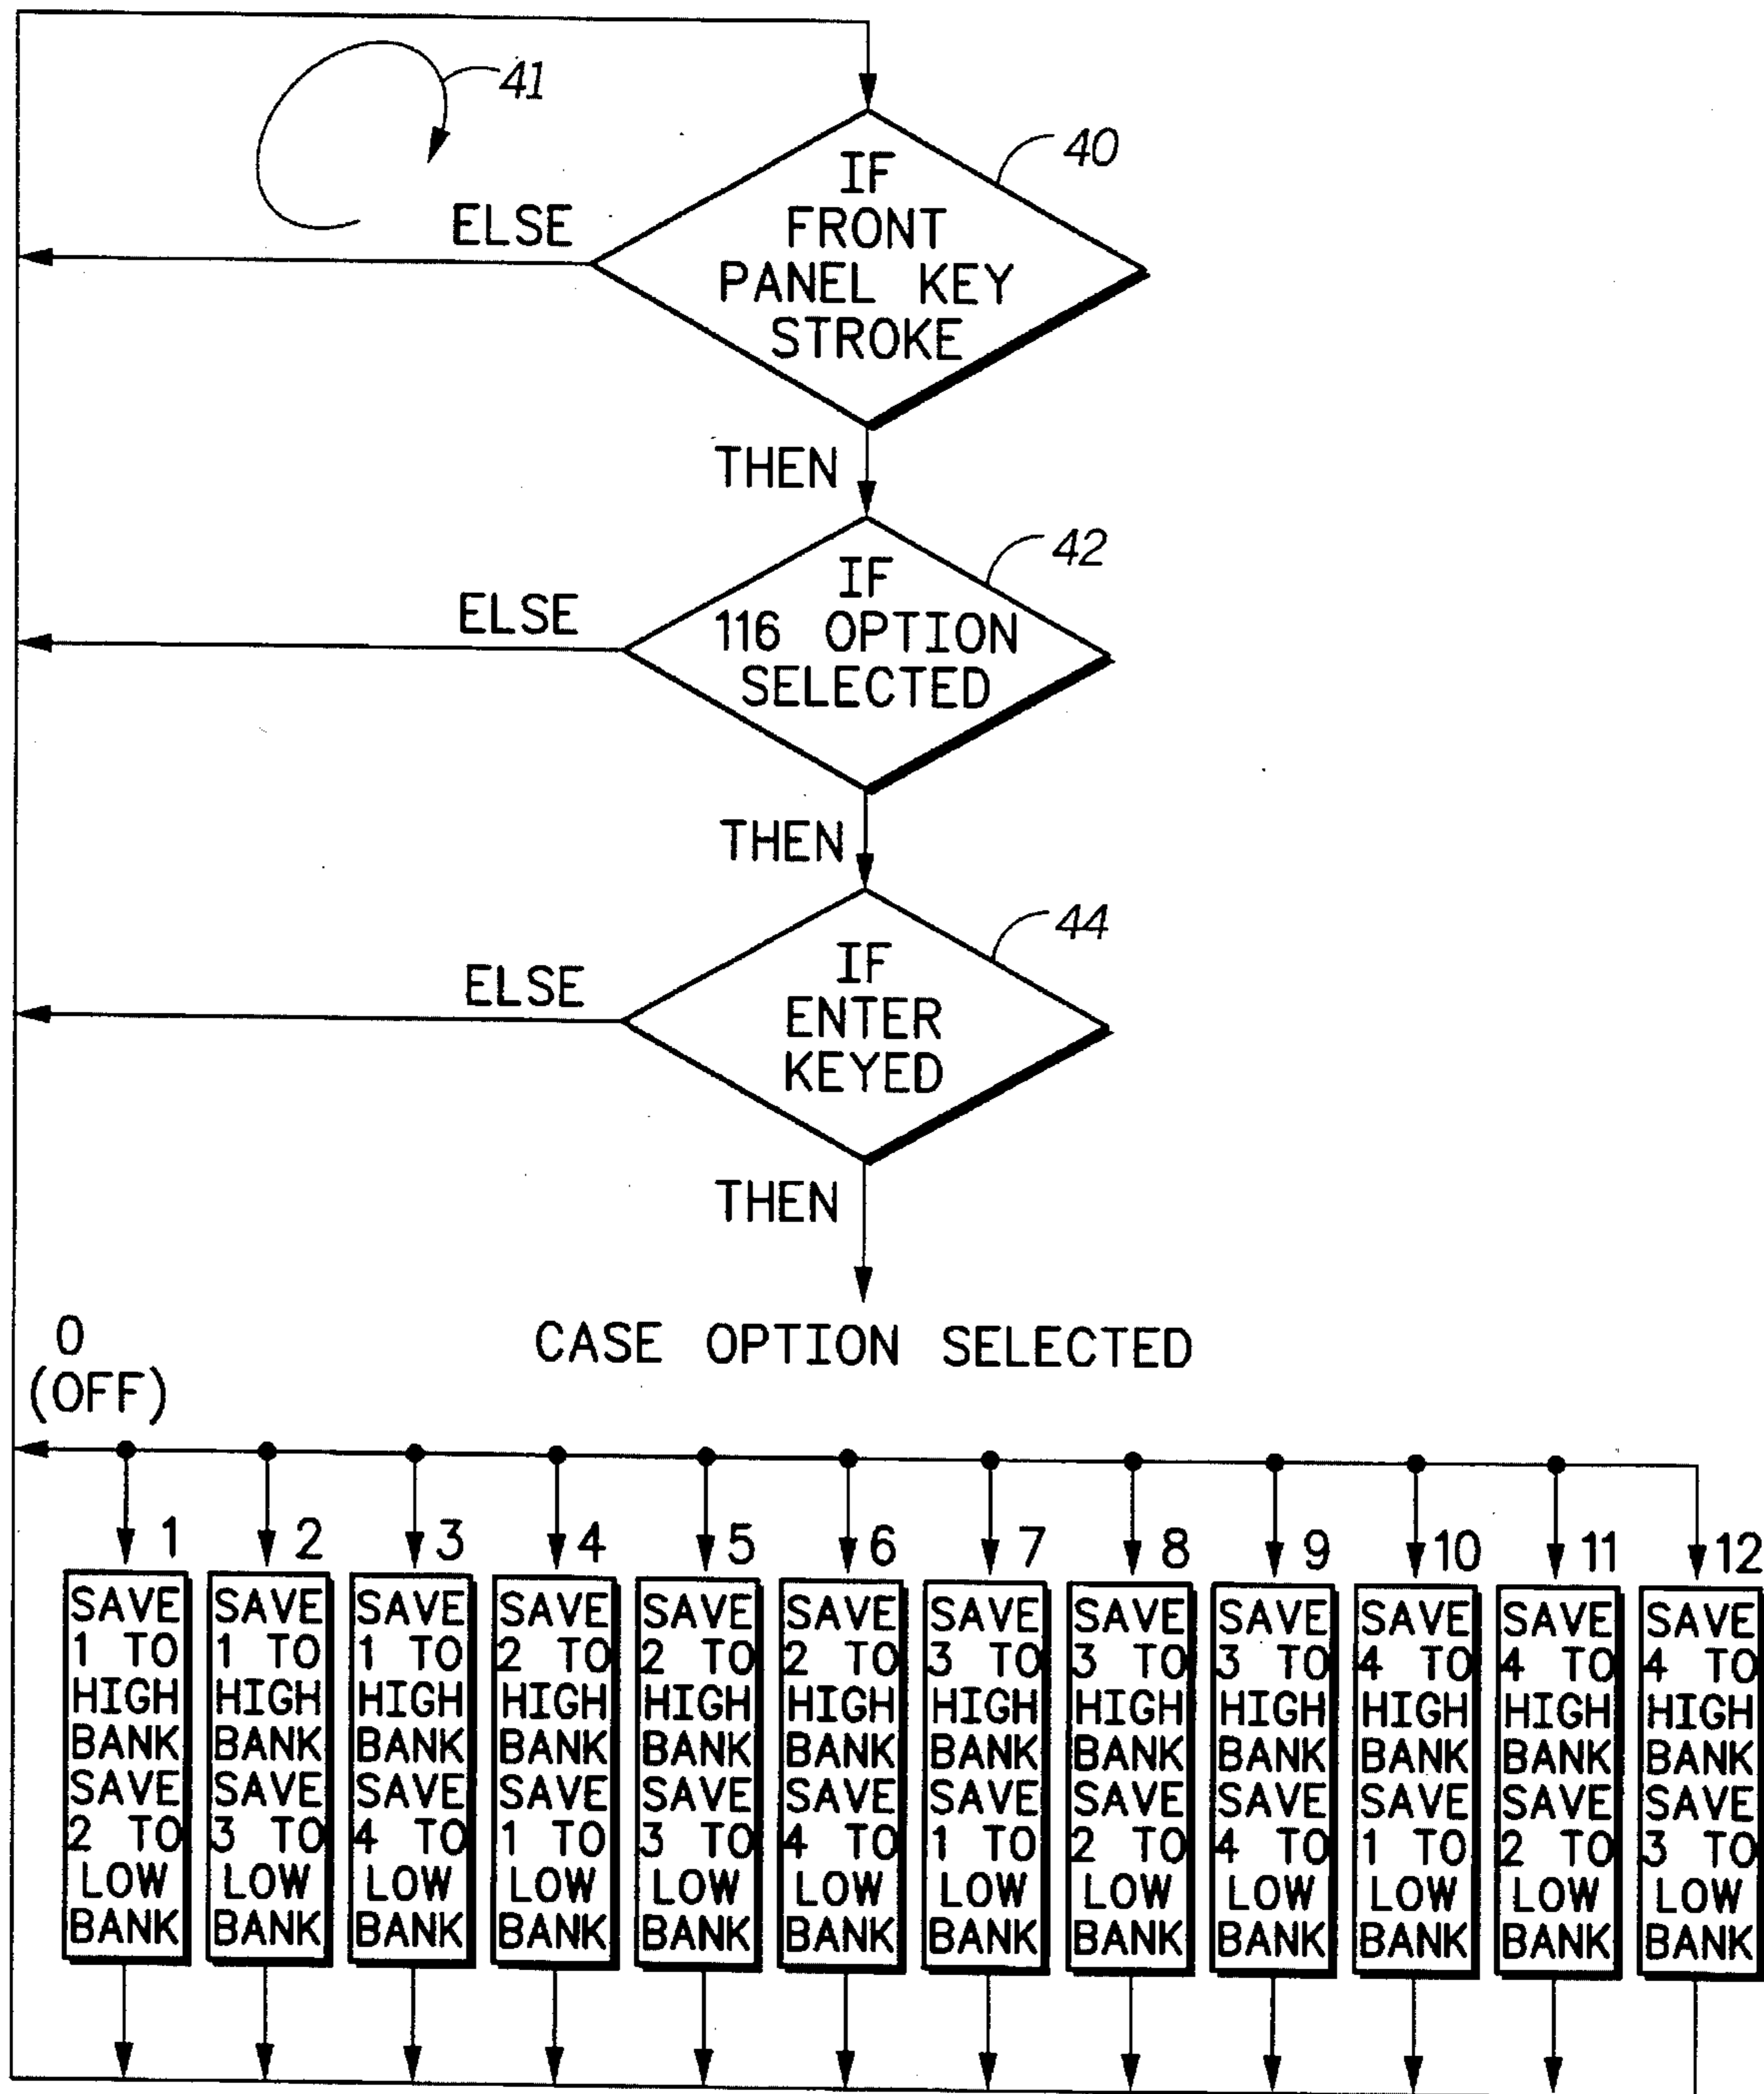 41
40
IF
FRONT
PANEL KEY
STROKE
ELSE
THEN
42
IF
116 OPTION
SELECTED
ELSE
THEN
44
IF
ENTER
KEYED
ELSE
THEN
CASE OPTION SELECTED
0
(OFF)
1
SAVE
1 TO
HIGH
BANK
SAVE
2 TO
LOW
BANK
2
SAVE
1 TO
HIGH
BANK
SAVE
3 TO
LOW
BANK
3
SAVE
1 TO
HIGH
BANK
SAVE
4 TO
LOW
BANK
4
SAVE
2 TO
HIGH
BANK
SAVE
1 TO
LOW
BANK
5
SAVE
2 TO
HIGH
BANK
SAVE
3 TO
LOW
BANK
6
SAVE
2 TO
HIGH
BANK
SAVE
4 TO
LOW
BANK
7
SAVE
3 TO
HIGH
BANK
SAVE
1 TO
LOW
BANK
8
SAVE
3 TO
HIGH
BANK
SAVE
2 TO
LOW
BANK
9
SAVE
3 TO
HIGH
BANK
SAVE
4 TO
LOW
BANK
10
SAVE
4 TO
HIGH
BANK
SAVE
1 TO
LOW
BANK
11
SAVE
4 TO
HIGH
BANK
SAVE
2 TO
LOW
BANK
12
SAVE
4 TO
HIGH
BANK
SAVE
3 TO
LOW
BANK